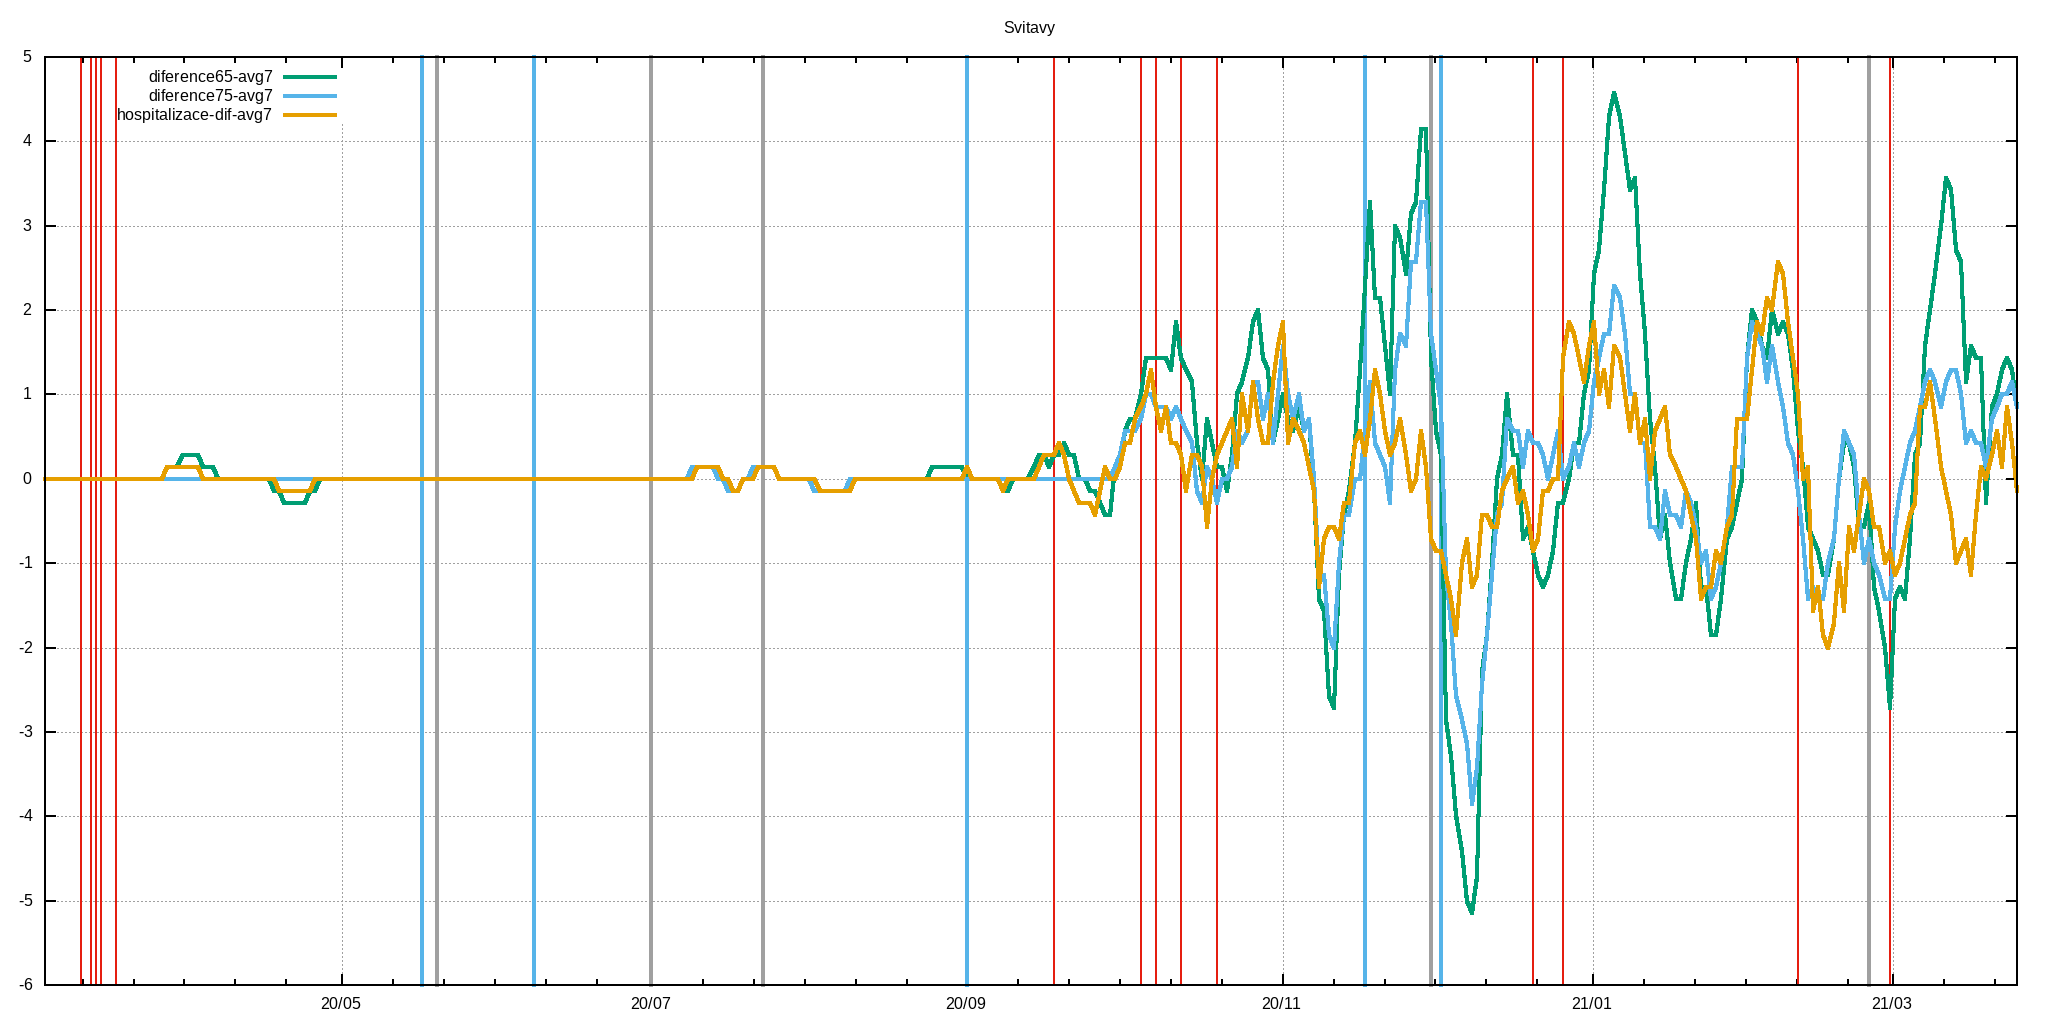 Svitavy
diference65-avg7
diference75-avg7
hospitalizace-dif-avg7
5
4
3
2
1
0
-1
-2
-3
-4
-5
-6
20/05 20/07 20/09 20/11 21/01 21/03